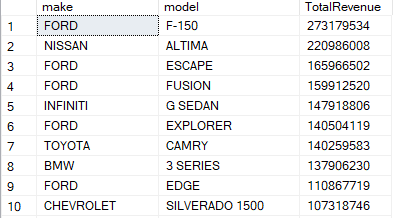 make model TotalRevenue
1 FORD F-150 273179534
2 NISSAN ALTIMA 220986008
3 FORD ESCAPE 165966502
4 FORD FUSION 159912520
5 INFINITI G SEDAN 147918806
6 FORD EXPLORER 140504119
7 TOYOTA CAMRY 140259583
8 BMW 3 SERIES 137906230
9 FORD EDGE 110867719
10 CHEVROLET SILVERADO 1500 107318746